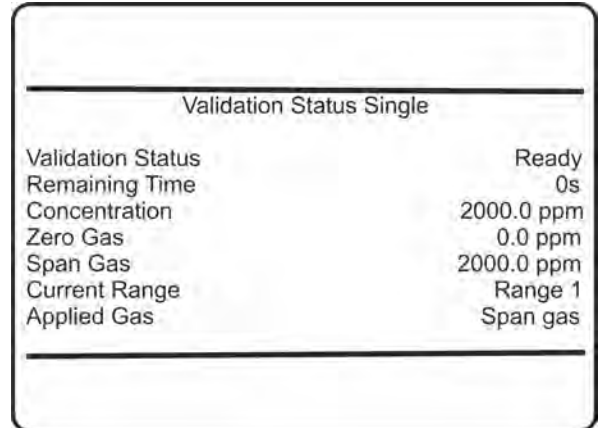 Validation Status Single
Validation Status Ready
Remaining Time 0s
Concentration 2000.0 ppm
Zero Gas 0.0 ppm
Span Gas 2000.0 ppm
Current Range Range 1
Applied Gas Span gas